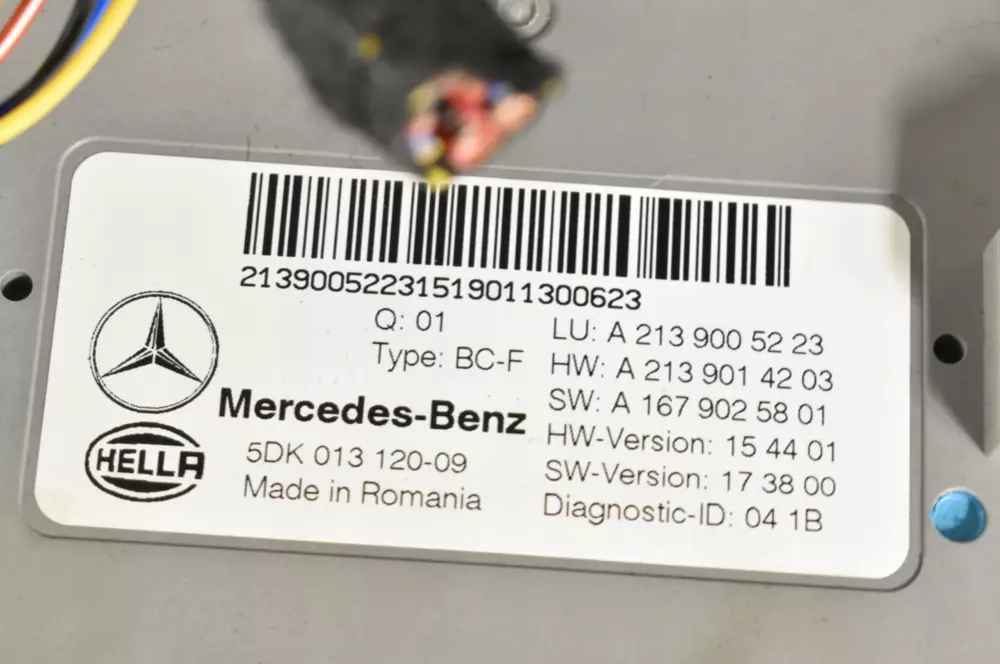 213900522315190113 00623
Q: 01
Type: BC-F
Mercedes-Benz
HELLA
5DK 013 120-09
Made in Romania
LU: A 213 900 52 23
HW: A 213 901 42 03
SW: A 167 902 58 01
HW-Version: 15 44 01
SW-Version: 17 38 00
Diagnostic-ID: 04 1B